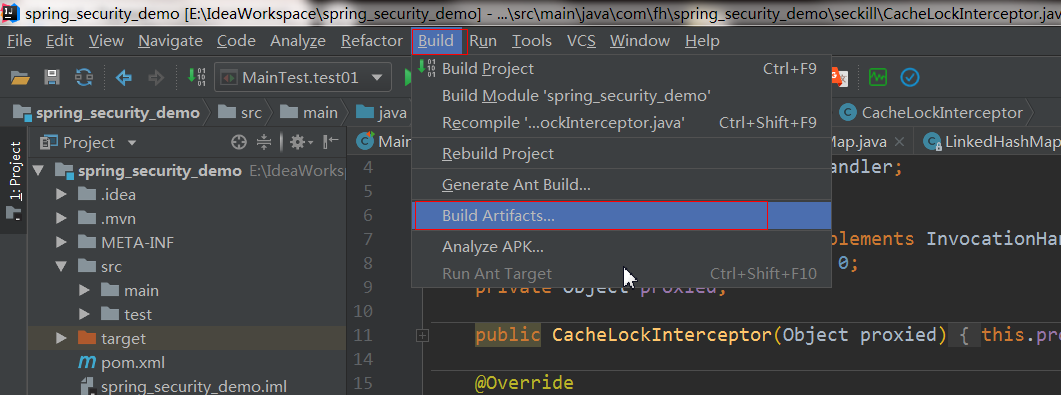 spring_security_demo [E:\IdeaWorkspace\spring_security_demo] - ...\src\main\java\com\fh\spring_security_demo\seckill\CacheLockInterceptor.jav
File Edit View Navigate Code Analyze Refactor Build Run Tools VCS Window Help
MainTest.test01
spring_security_demo src main java CacheLockInterceptor
Build Project Ctrl+F9
Build Module 'spring_security_demo'
Recompile '...ockInterceptor.java' Ctrl+Shift+F9
Rebuild Project
Generate Ant Build...
Build Artifacts...
Analyze APK...
Run Ant Target Ctrl+Shift+F10
1: Project
Project
spring_security_demo E:\IdeaWorksp
.idea
.mvn
META-INF
src
main
test
target
pom.xml
spring_security_demo.iml
Main Map.java LinkedHashMap
4 andler;
5
6
7 plements InvocationHa
8 0;
9 private Object proxied;
10
11 public CacheLockInterceptor(Object proxied) { this.pro
14
15 @Override